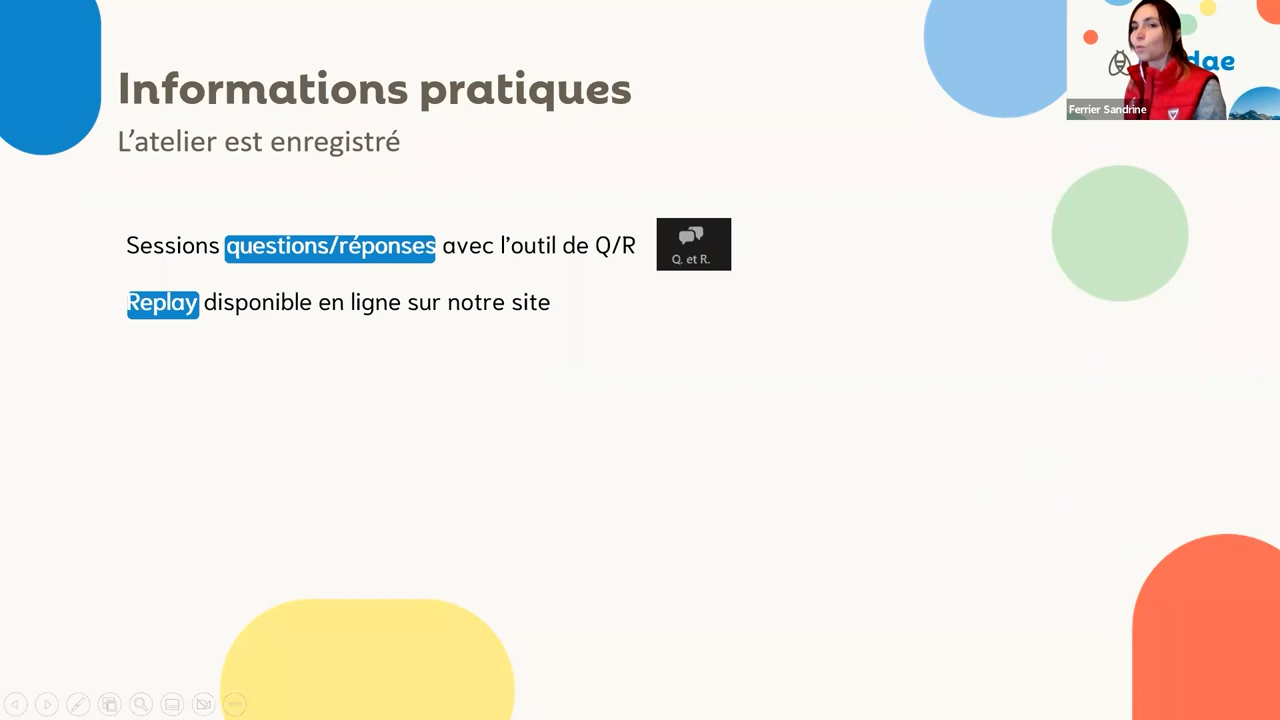 Informations pratiques
L'atelier est enregistré
Sessions questions/réponses avec l'outil de Q/R
Q. et R.
Replay disponible en ligne sur notre site
dae
Ferrier Sandrine